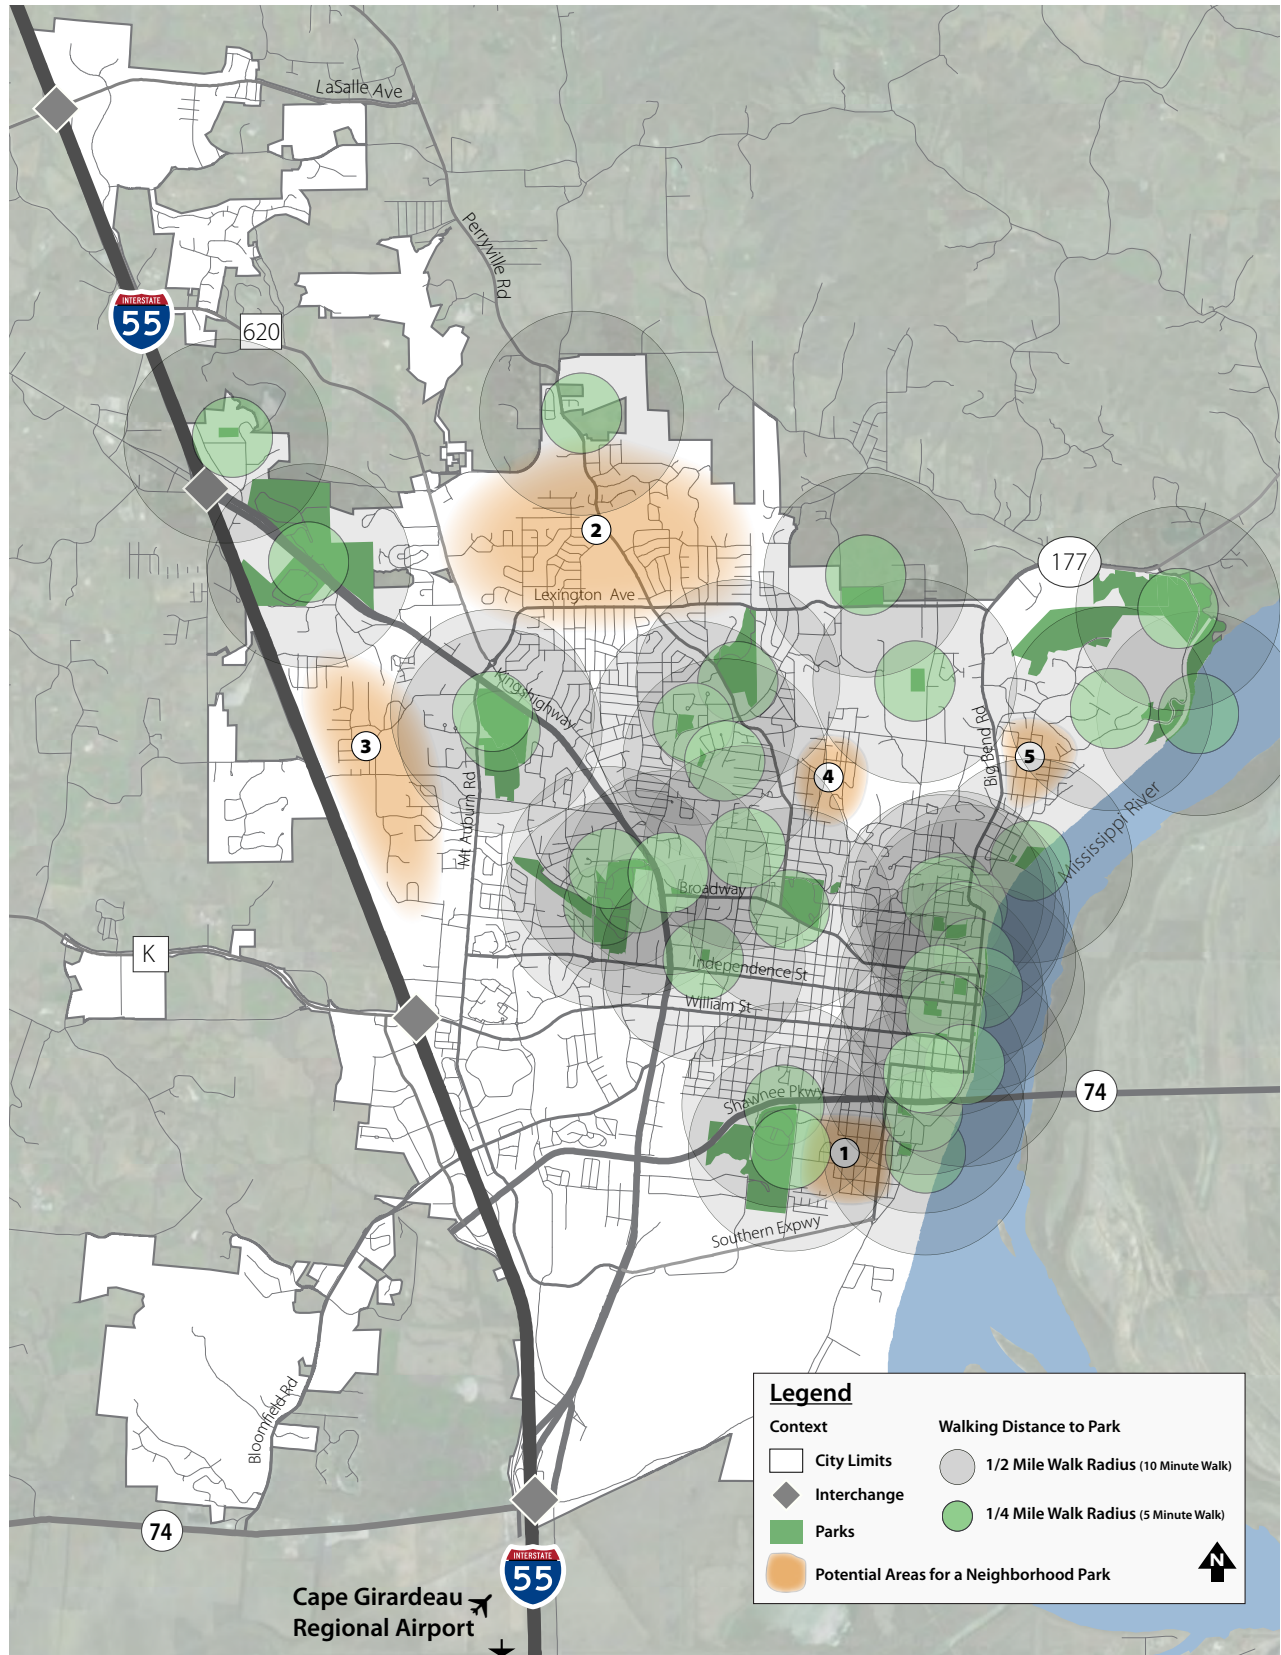 LaSalle Ave
Perryville Rd
INTERSTATE
55
620
2
177
Lexington Ave
Kingshighway
3
4
5
Big Bend Rd
Mt Auburn Rd
Mississippi River
Broadway
K
Independence St
William St
Shawnee Pkwy
74
1
Southern Expwy
Bloomfield Rd
74
INTERSTATE
55
Cape Girardeau
Regional Airport
Legend
Context
City Limits
Interchange
Parks
Potential Areas for a Neighborhood Park
Walking Distance to Park
1/2 Mile Walk Radius (10 Minute Walk)
1/4 Mile Walk Radius (5 Minute Walk)
N